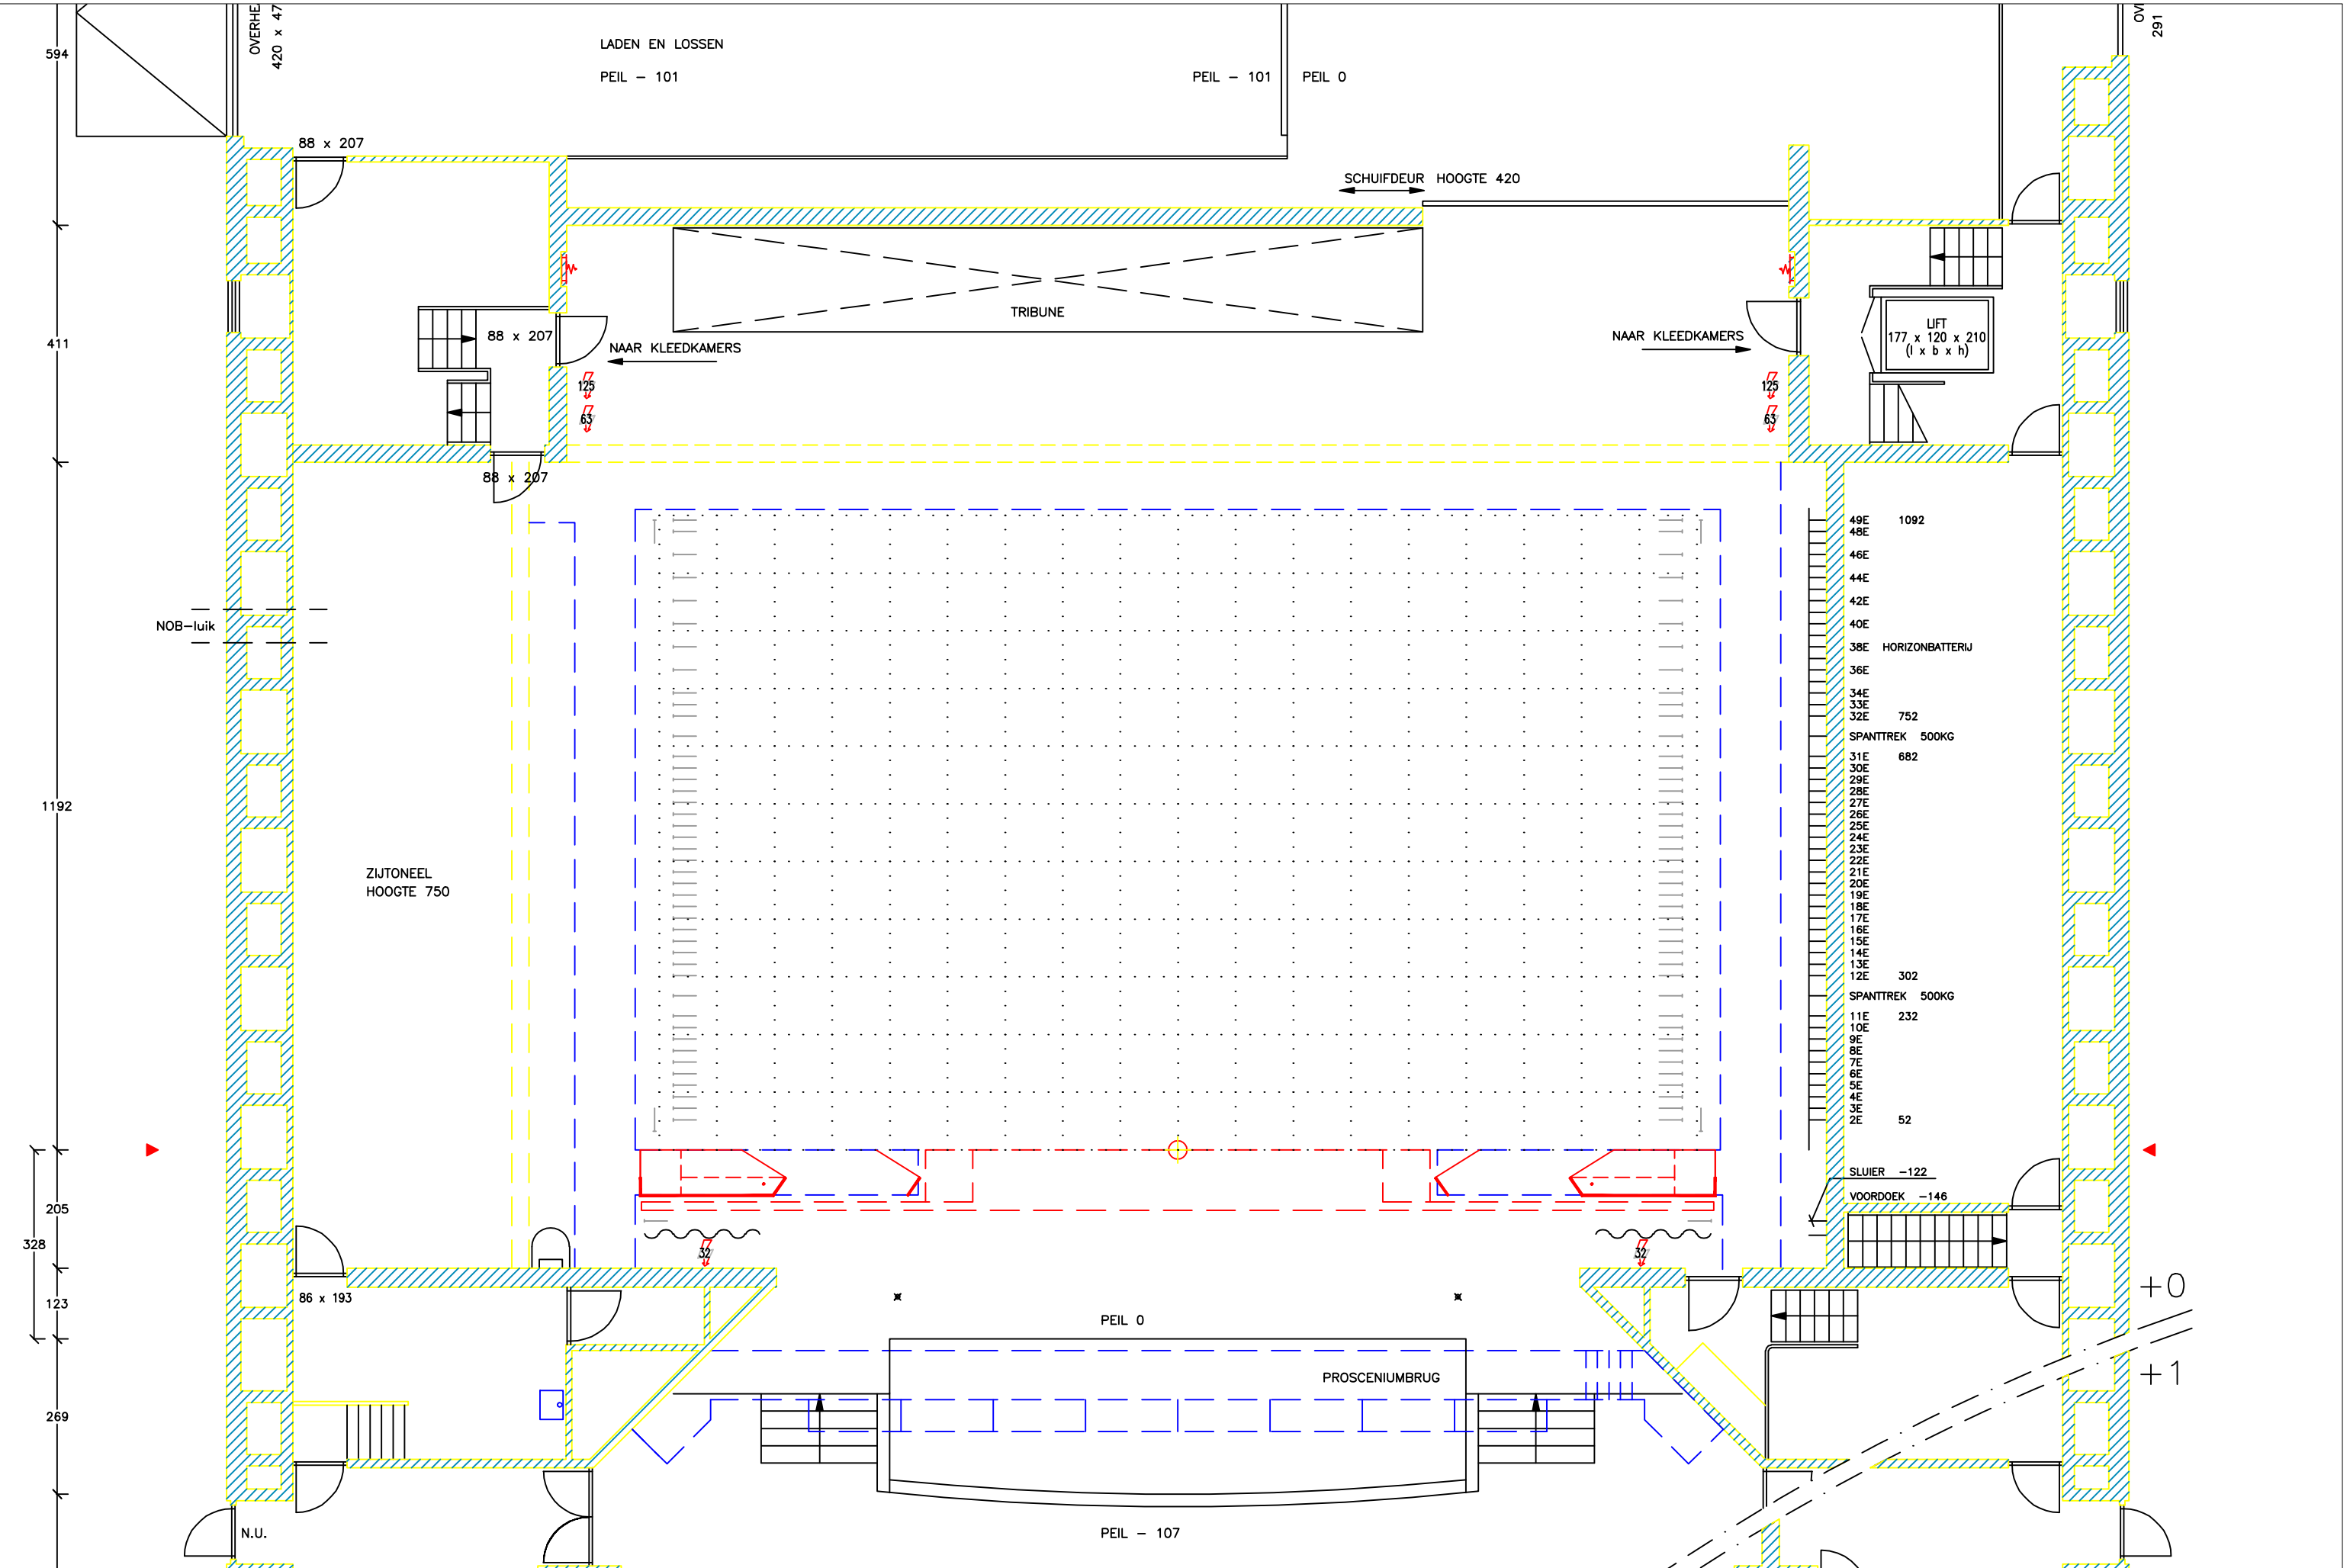 594
OVERHE
420 x 47
LADEN EN LOSSEN
PEIL - 101
PEIL - 101
PEIL 0
291
88 x 207
SCHUIFDEUR HOOGTE 420
TRIBUNE
88 x 207
NAAR KLEEDKAMERS
NAAR KLEEDKAMERS
LIFT
177 x 120 x 210
(l x b x h)
411
125
63
125
63
88 x 207
NOB-luik
1192
ZIJTONEEL
HOOGTE 750
49E 1092
48E
46E
44E
42E
40E
38E HORIZONBATTERIJ
36E
34E
33E
32E 752
SPANTTREK 500KG
31E 682
30E
29E
28E
27E
26E
25E
24E
23E
22E
21E
20E
19E
18E
17E
16E
15E
14E
13E
12E 302
SPANTTREK 500KG
11E 232
10E
9E
8E
7E
6E
5E
4E
3E
2E 52
SLUIER -122
VOORDOEK -146
205
328
32
32
123
86 x 193
+0
PEIL 0
+1
PROSCENIUMBRUG
269
N.U.
PEIL - 107